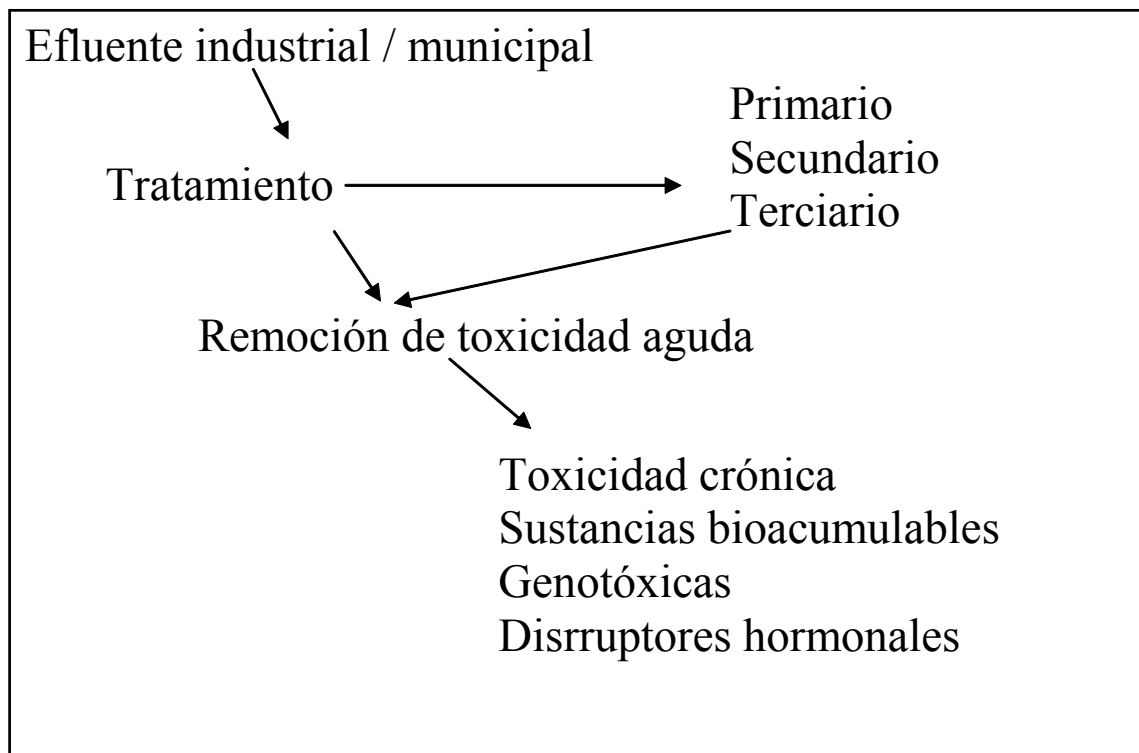 Efluente industrial / municipal
Primario
Secundario
Tratamiento
Terciario
Remoción de toxicidad aguda
Toxicidad crónica
Sustancias bioacumulables
Genotóxicas
Disrruptores hormonales